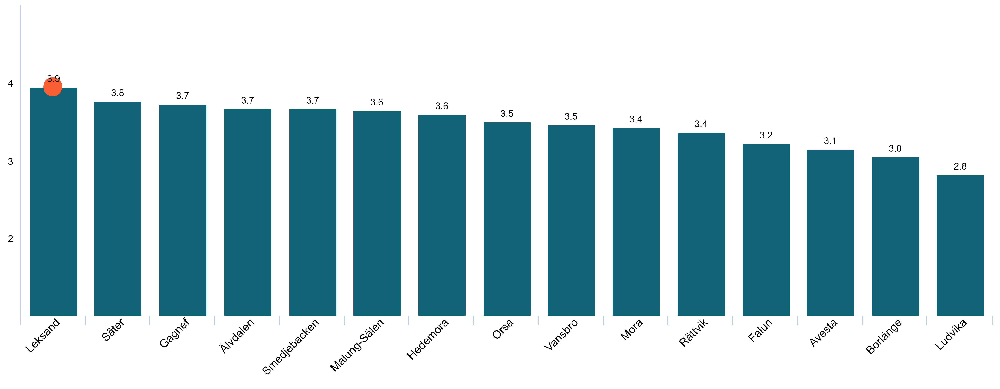 4
3
2
3.9
3.8
3.7
3.7
3.7
3.6
3.6
3.5
3.5
3.4
3.4
3.2
3.1
3.0
2.8
Leksand
Säter
Gagnef
Älvdalen
Smedjebacken
Malung-Sälen
Hedemora
Orsa
Vansbro
Mora
Rättvik
Falun
Avesta
Borlänge
Ludvika